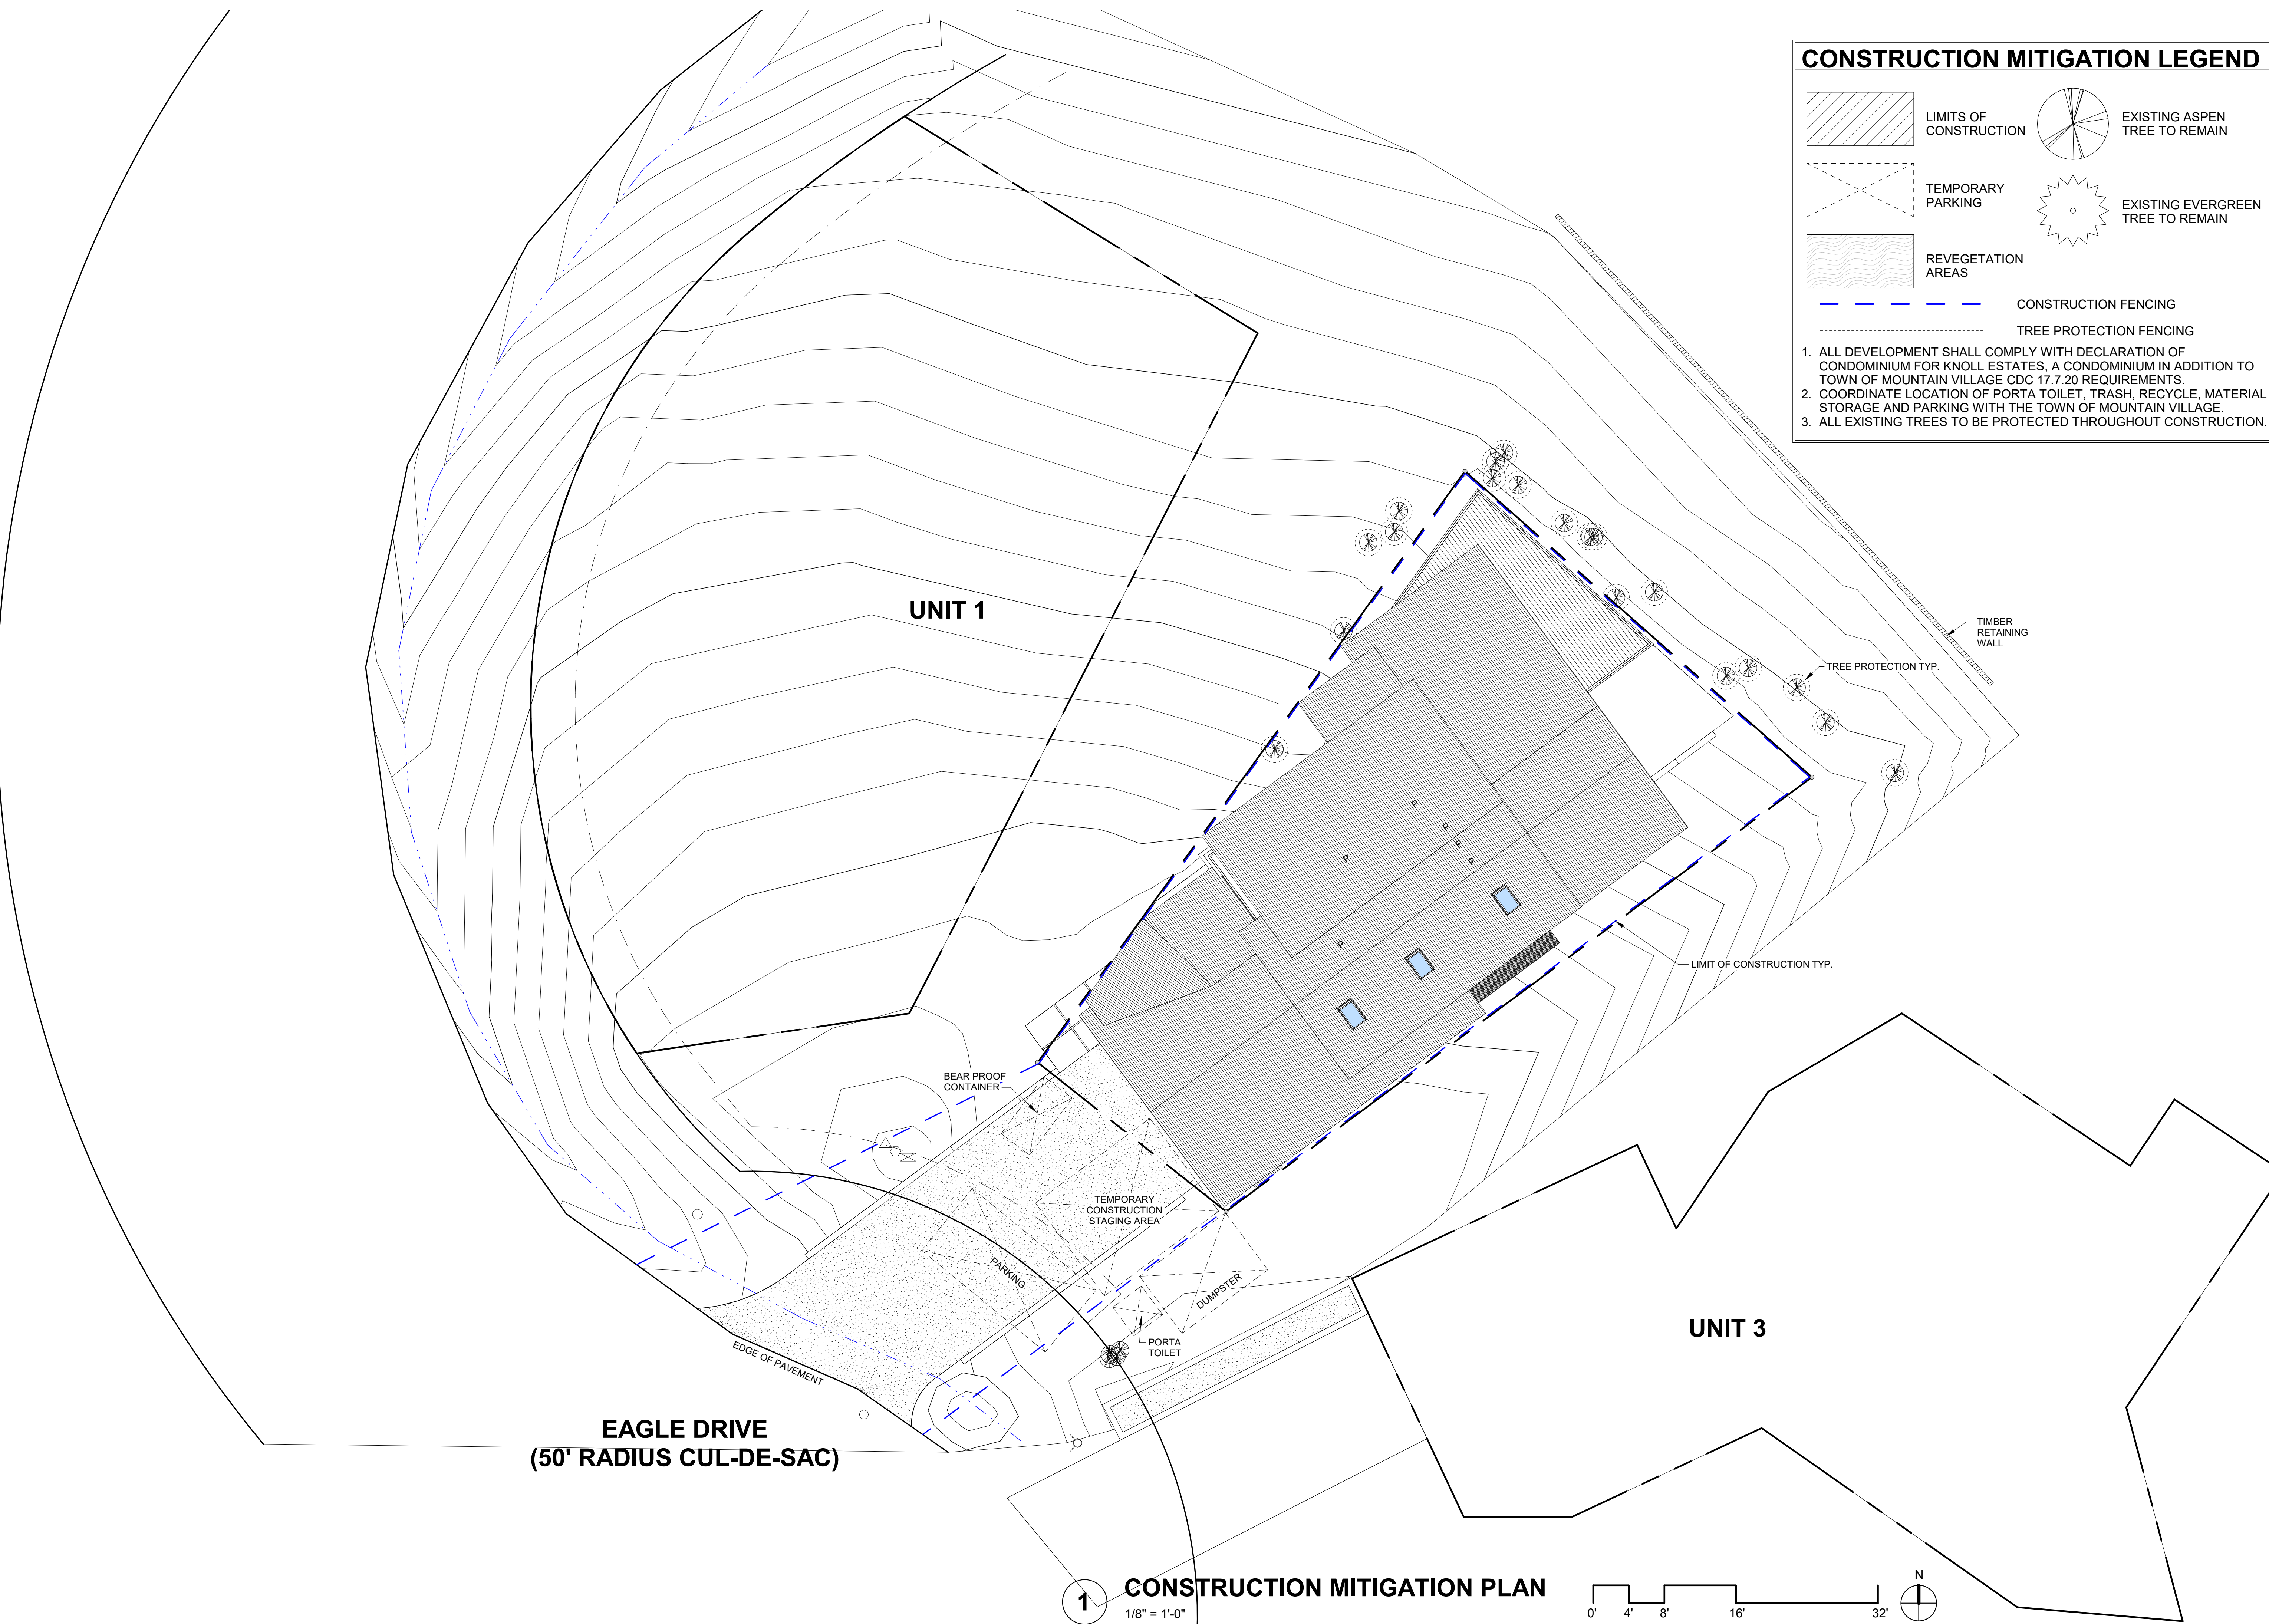 CONSTRUCTION MITIGATION LEGEND
LIMITS OF
CONSTRUCTION
EXISTING ASPEN
TREE TO REMAIN
TEMPORARY
PARKING
EXISTING EVERGREEN
TREE TO REMAIN
REVEGETATION
AREAS
CONSTRUCTION FENCING
TREE PROTECTION FENCING
1. ALL DEVELOPMENT SHALL COMPLY WITH DECLARATION OF
CONDOMINIUM FOR KNOLL ESTATES, A CONDOMINIUM IN ADDITION TO
TOWN OF MOUNTAIN VILLAGE CDC 17.7.20 REQUIREMENTS.
2. COORDINATE LOCATION OF PORTA TOILET, TRASH, RECYCLE, MATERIAL
STORAGE AND PARKING WITH THE TOWN OF MOUNTAIN VILLAGE.
3. ALL EXISTING TREES TO BE PROTECTED THROUGHOUT CONSTRUCTION.
UNIT 1
TIMBER
RETAINING
WALL
TREE PROTECTION TYP.
P
P
P
P
P
P
LIMIT OF CONSTRUCTION TYP.
BEAR PROOF
CONTAINER
TEMPORARY
CONSTRUCTION
STAGING AREA
PARKING
DUMPSTER
PORTA
TOILET
EDGE OF PAVEMENT
UNIT 3
EAGLE DRIVE
(50' RADIUS CUL-DE-SAC)
1
CONSTRUCTION MITIGATION PLAN
1/8" = 1'-0"
0' 4' 8' 16' 32'
N